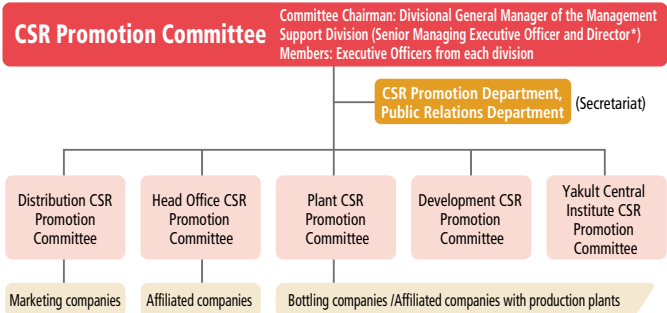 CSR Promotion Committee
Committee Chairman: Divisional General Manager of the Management
Support Division (Senior Managing Executive Officer and Director*)
Members: Executive Officers from each division
CSR Promotion Department,
Public Relations Department
(Secretariat)
Distribution CSR
Promotion
Committee
Head Office CSR
Promotion
Committee
Plant CSR
Promotion
Committee
Development CSR
Promotion
Committee
Yakult Central
Institute CSR
Promotion
Committee
Marketing companies
Affiliated companies
Bottling companies /Affiliated companies with production plants